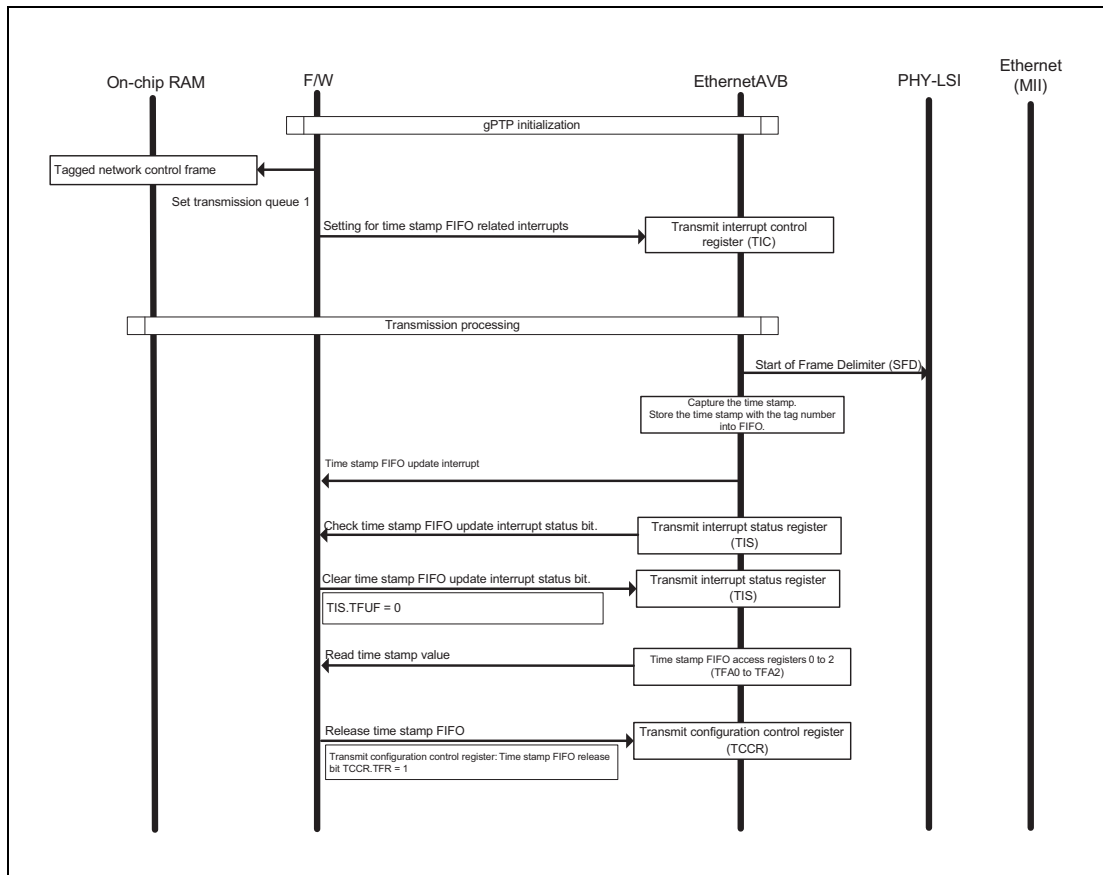 On-chip RAM
F/W
EthernetAVB
PHY-LSI
Ethernet
(MII)
gPTP initialization
Tagged network control frame
Set transmission queue 1
Setting for time stamp FIFO related interrupts
Transmit interrupt control
register (TIC)
Transmission processing
Start of Frame Delimiter (SFD)
Capture the time stamp.
Store the time stamp with the tag number
into FIFO.
Time stamp FIFO update interrupt
Check time stamp FIFO update interrupt status bit.
Transmit interrupt status register
(TIS)
Clear time stamp FIFO update interrupt status bit.
Transmit interrupt status register
(TIS)
TIS.TFUF = 0
Read time stamp value
Time stamp FIFO access registers 0 to 2
(TFA0 to TFA2)
Release time stamp FIFO
Transmit configuration control register
(TCCR)
Transmit configuration control register: Time stamp FIFO release
bit TCCR.TFR = 1